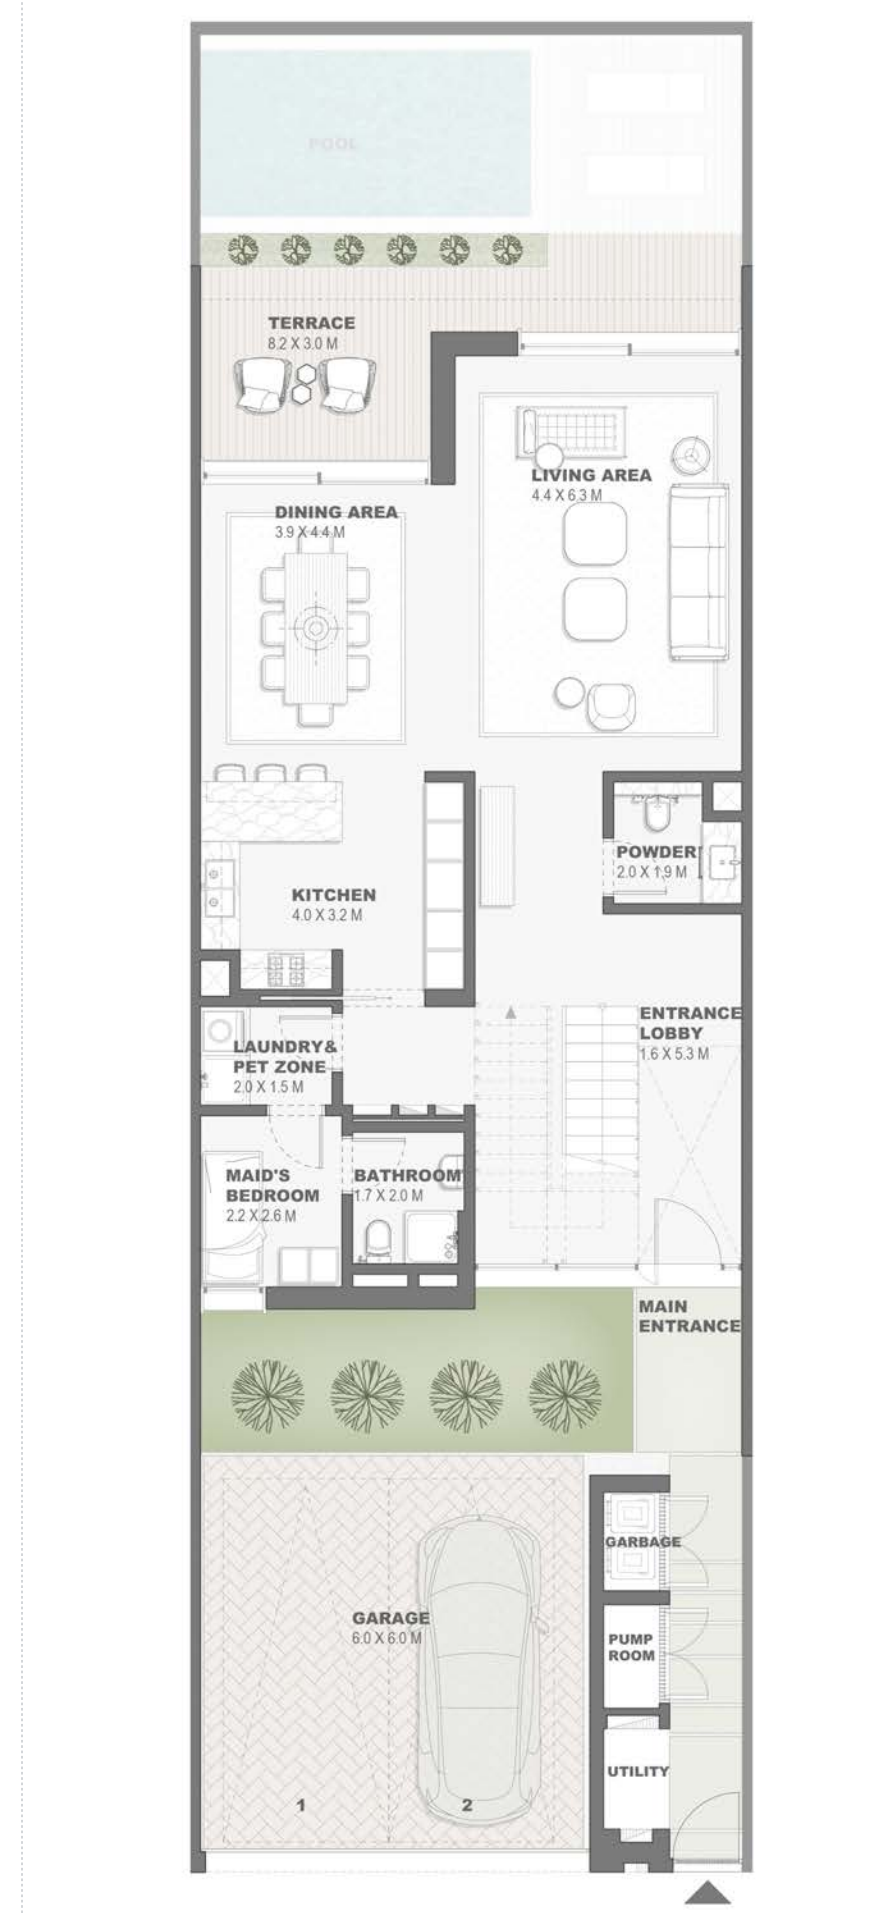 POOL
TERRACE
8.2 X 3.0 M
LIVING AREA
4.4 X 6.3 M
DINING AREA
3.9 X 4.4 M
POWDER
2.0 X 1.9 M
KITCHEN
4.0 X 3.2 M
ENTRANCE
LOBBY
1.6 X 5.3 M
LAUNDRY&
PET ZONE
2.0 X 1.5 M
MAID'S
BEDROOM
2.2 X 2.6 M
BATHROOM
1.7 X 2.0 M
MAIN
ENTRANCE
GARBAGE
GARAGE
6.0 X 6.0 M
PUMP
ROOM
UTILITY
1
2